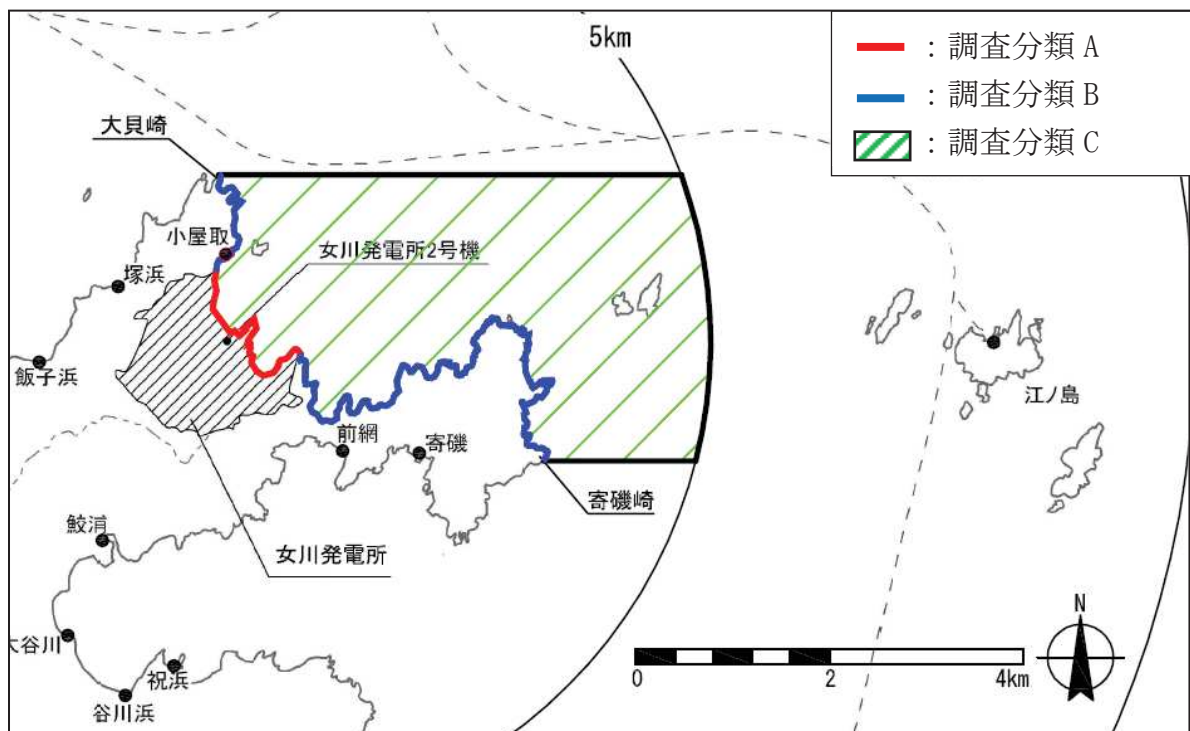 5km
：調査分類 A
：調査分類 B
：調査分類 C
大貝崎
小屋取
女川発電所2号機
塚浜
飯子浜
江ノ島
前網
寄磯
寄磯崎
鮫浦
女川発電所
大谷川
祝浜
谷川浜
N
0 2 4km